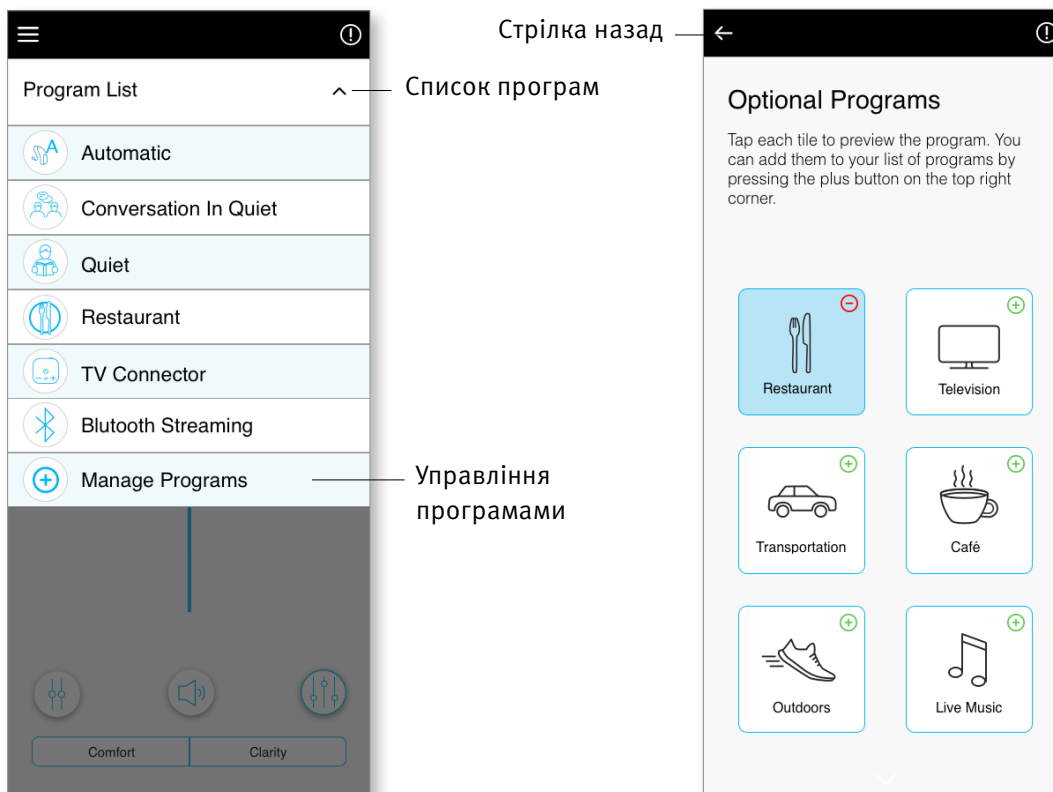 Program List
Automatic
Conversation In Quiet
Quiet
Restaurant
TV Connector
Blutooth Streaming
Manage Programs
Comfort
Clarity
Стрілка назад
Список програм
Управління
програмами
Optional Programs
Tap each tile to preview the program. You
can add them to your list of programs by
pressing the plus button on the top right
corner.
Restaurant
Television
Transportation
Café
Outdoors
Live Music